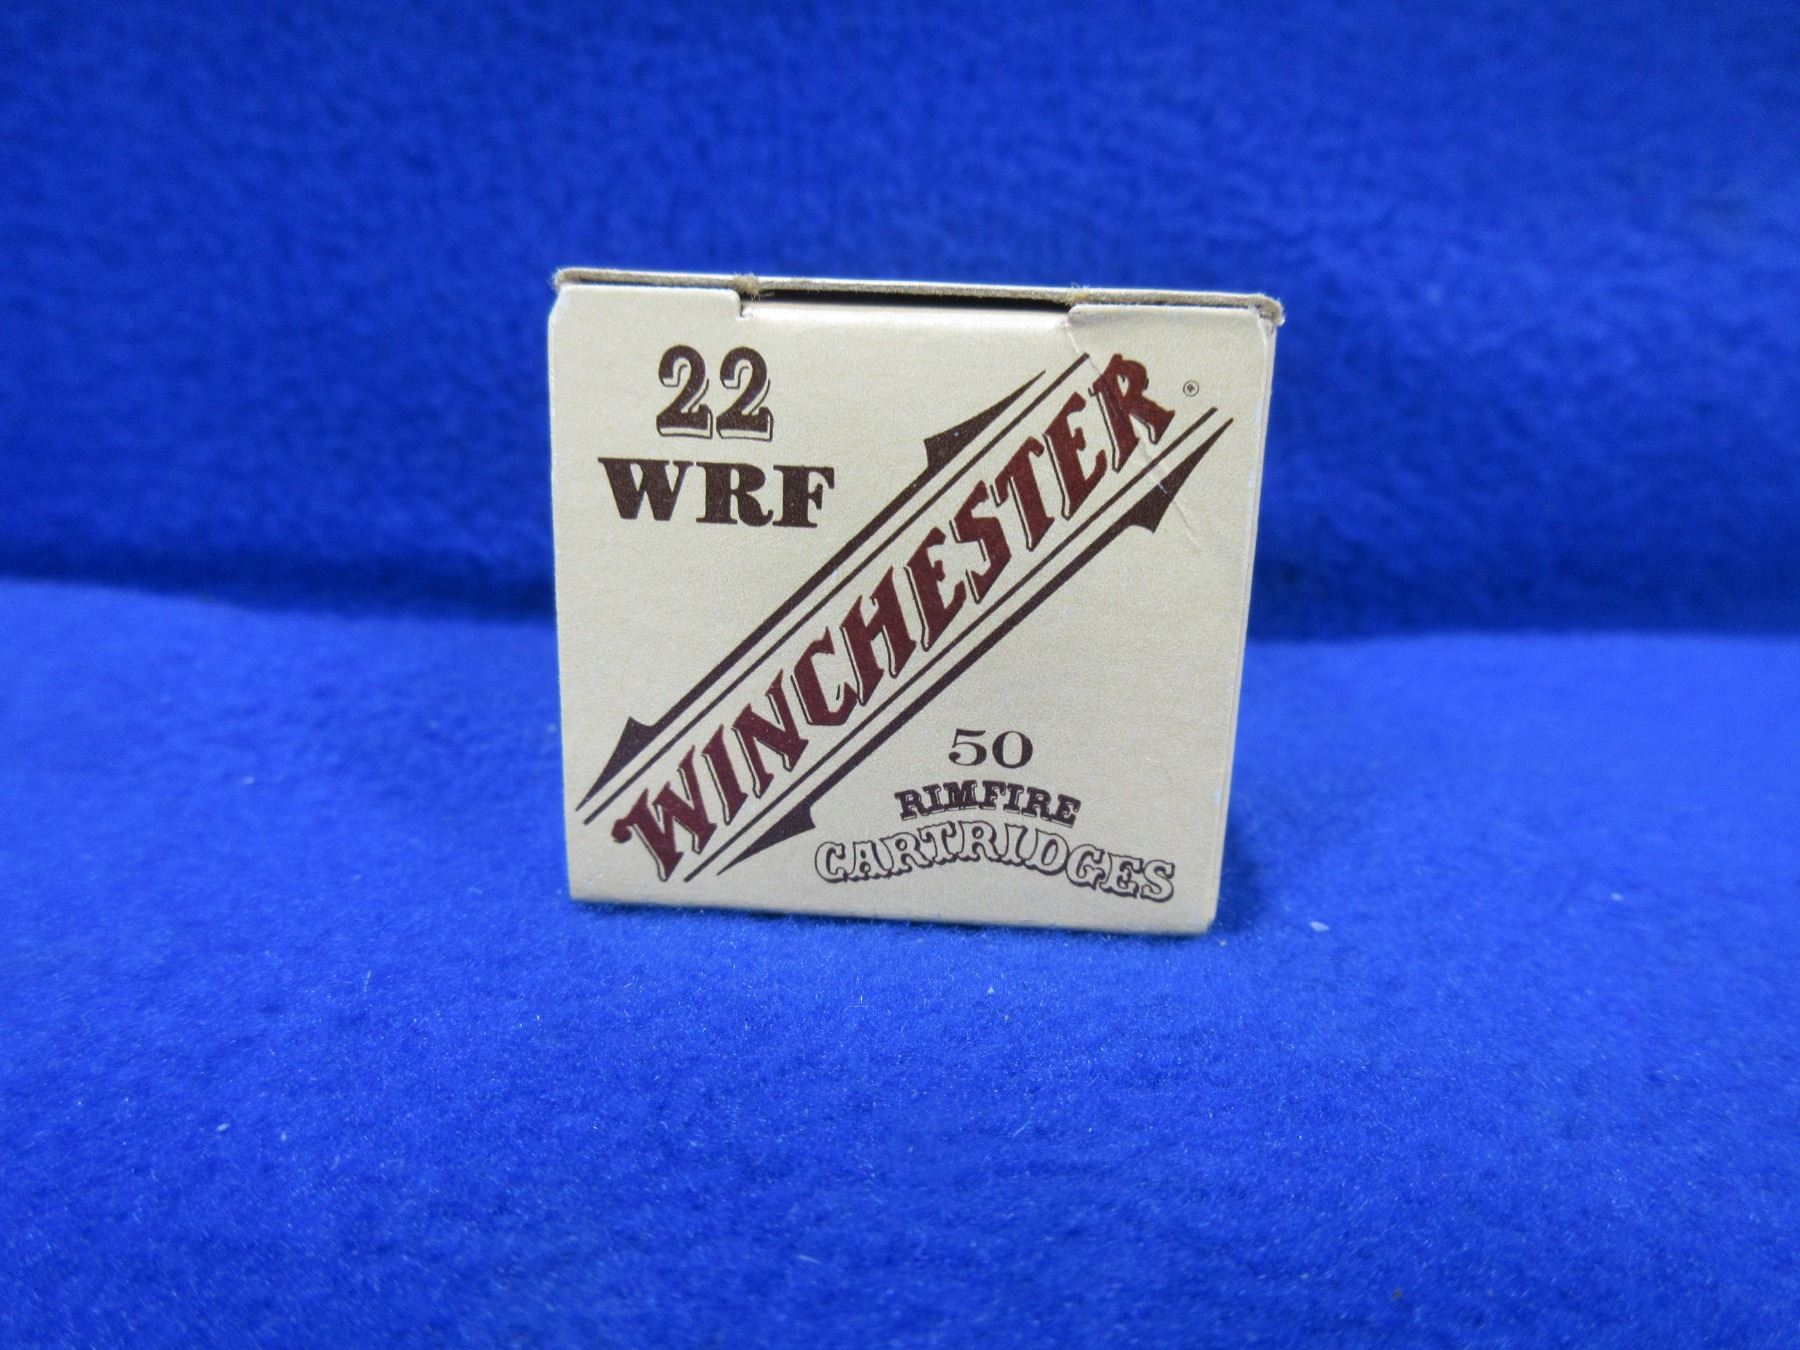 22
WRF
WINCHESTER®
50
RIMFIRE
CARTRIDGES